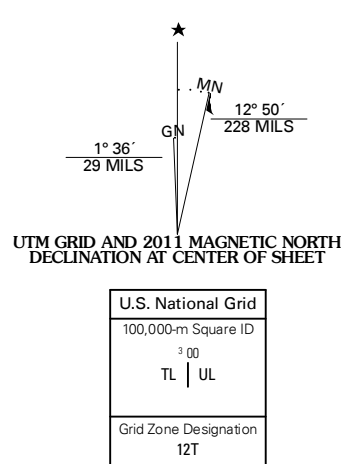 ★
MN
GN
12° 50´
228 MILS
1° 36´
29 MILS
UTM GRID AND 2011 MAGNETIC NORTH
DECLINATION AT CENTER OF SHEET
U.S. National Grid
100,000-m Square ID
3 00
TL UL
Grid Zone Designation
12T